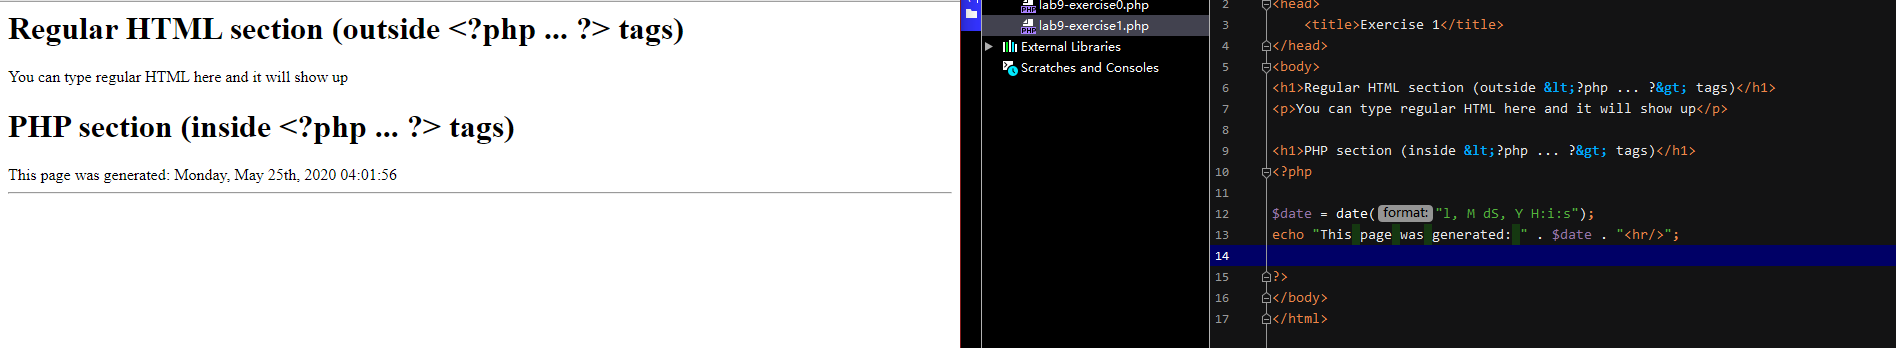 Regular HTML section (outside <?php ... ?> tags)
You can type regular HTML here and it will show up
PHP section (inside <?php ... ?> tags)
This page was generated: Monday, May 25th, 2020 04:01:56
lab9-exercise0.php
lab9-exercise1.php
External Libraries
Scratches and Consoles
2 <head>
3 <title>Exercise 1</title>
4 </head>
5 <body>
6 <h1>Regular HTML section (outside &lt;?php ... ?&gt; tags)</h1>
7 <p>You can type regular HTML here and it will show up</p>
8
9 <h1>PHP section (inside &lt;?php ... ?&gt; tags)</h1>
10 <?php
11
12 $date = date( format: "l, M dS, Y H:i:s");
13 echo "This page was generated: " . $date . "<hr/>";
14
15 ?>
16 </body>
17 </html>